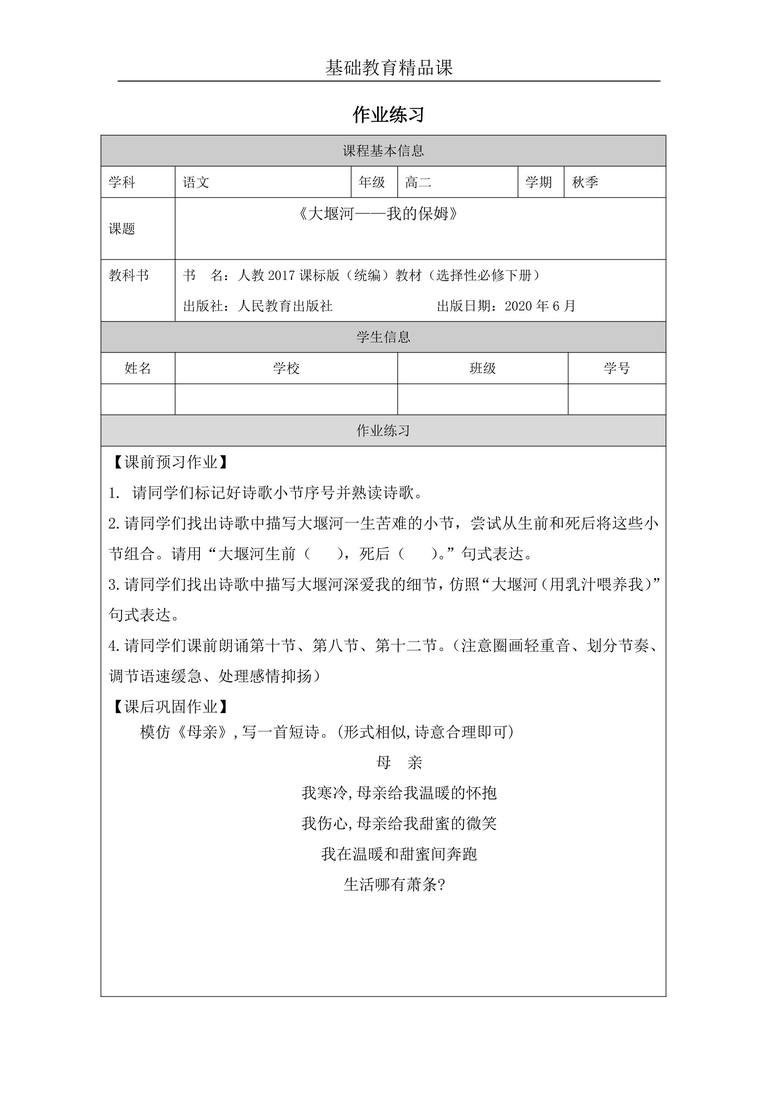 基础教育精品课
作业练习
课程基本信息
学科 语文 年级 高二 学期 秋季
课题 《大堰河——我的保姆》
教科书 书 名：人教 2017 课标版（统编）教材（选择性必修下册）
出版社：人民教育出版社 出版日期：2020 年 6 月
学生信息
姓名 学校 班级 学号
作业练习
【课前预习作业】
1. 请同学们标记好诗歌小节序号并熟读诗歌。
2.请同学们找出诗歌中描写大堰河一生苦难的小节，尝试从生前和死后将这些小
节组合。请用“大堰河生前（ ），死后（ ）。”句式表达。
3.请同学们找出诗歌中描写大堰河深爱我的细节，仿照“大堰河（用乳汁喂养我）”
句式表达。
4.请同学们课前朗诵第十节、第八节、第十二节。（注意圈画轻重音、划分节奏、
调节语速缓急、处理感情抑扬）
【课后巩固作业】
模仿《母亲》,写一首短诗。(形式相似,诗意合理即可)
母 亲
我寒冷,母亲给我温暖的怀抱
我伤心,母亲给我甜蜜的微笑
我在温暖和甜蜜间奔跑
生活哪有萧条?